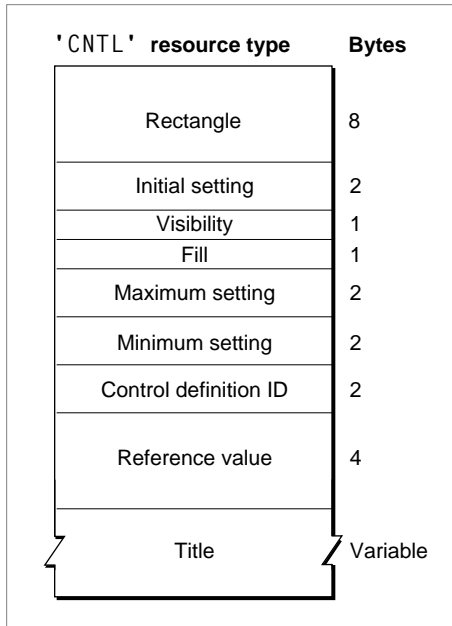 'CNTL' resource type Bytes
Rectangle 8
Initial setting 2
Visibility 1
Fill 1
Maximum setting 2
Minimum setting 2
Control definition ID 2
Reference value 4
Title Variable